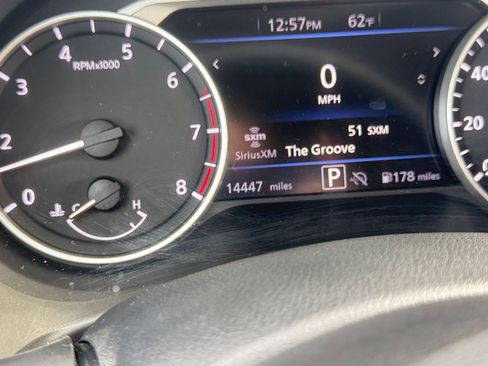 12:57PM 62°F
4 5
3 RPMx1000 6
2 7
0 8
C H
0
MPH
51 SXM
sxm
SiriusXM The Groove
14447 miles P 178 miles
40
20
0